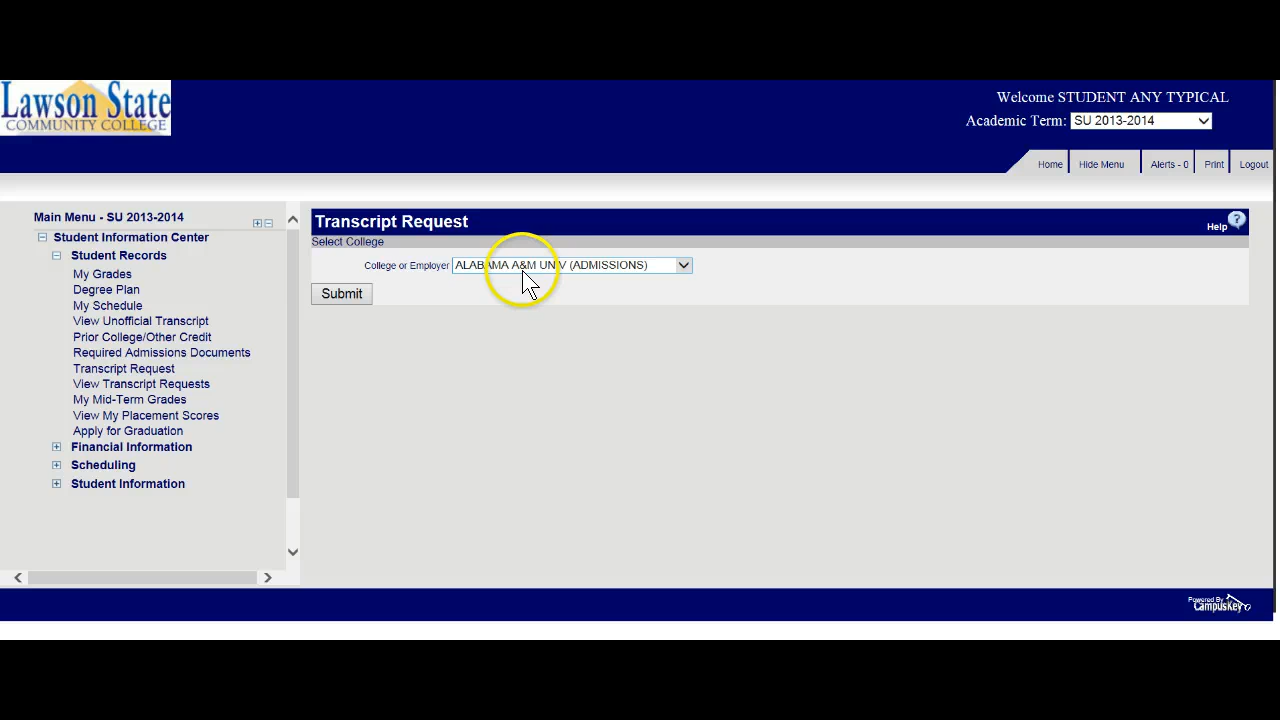 Lawson State
COMMUNITY COLLEGE
Welcome STUDENT ANY TYPICAL
Academic Term: SU 2013-2014
Home Hide Menu Alerts - 0 Print Logout
Main Menu - SU 2013-2014
Student Information Center
Student Records
My Grades
Degree Plan
My Schedule
View Unofficial Transcript
Prior College/Other Credit
Required Admissions Documents
Transcript Request
View Transcript Requests
My Mid-Term Grades
View My Placement Scores
Apply for Graduation
Financial Information
Scheduling
Student Information
Transcript Request
Help ?
Select College
College or Employer ALABAMA A&M UNIV (ADMISSIONS)
Submit
Powered By
CampusKey